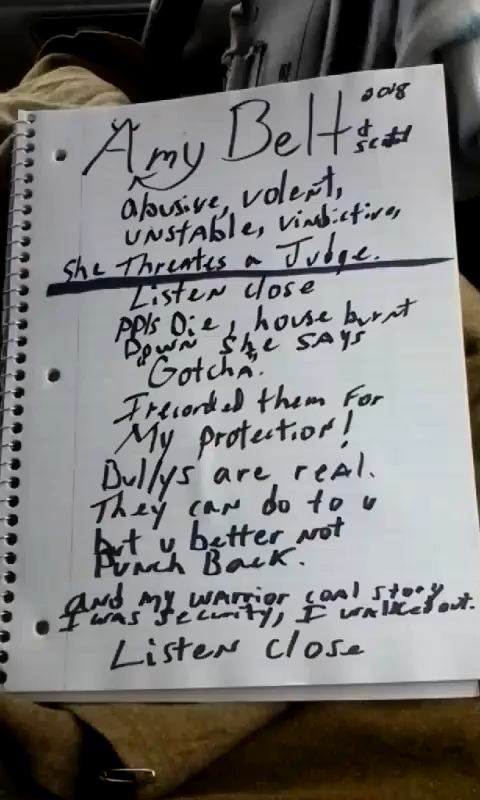 2018
Amy Belt &
Scott
abusive, volent,
UNSTABLE, vindictive,
She Threates a Judge.
Listen close
PPls Die, house burnt
Down she says
"Gotcha".
I recorded them for
My protection!
Bullys are real.
They can do to u
but u better not
Punch Back.
and my warrior coal story
I was security, I walked out.
Listen close